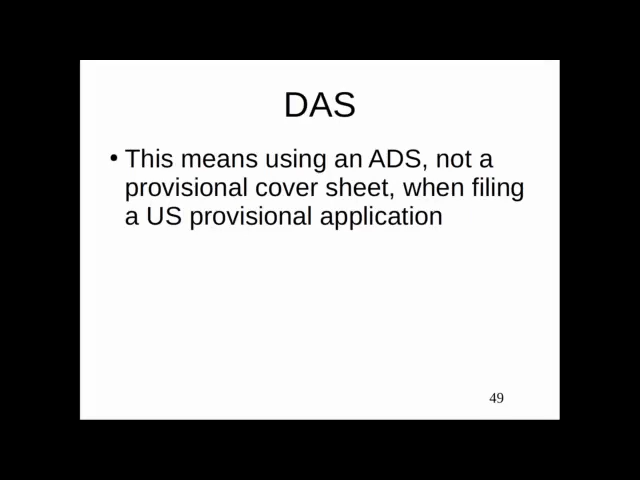 DAS
• This means using an ADS, not a
provisional cover sheet, when filing
a US provisional application
49